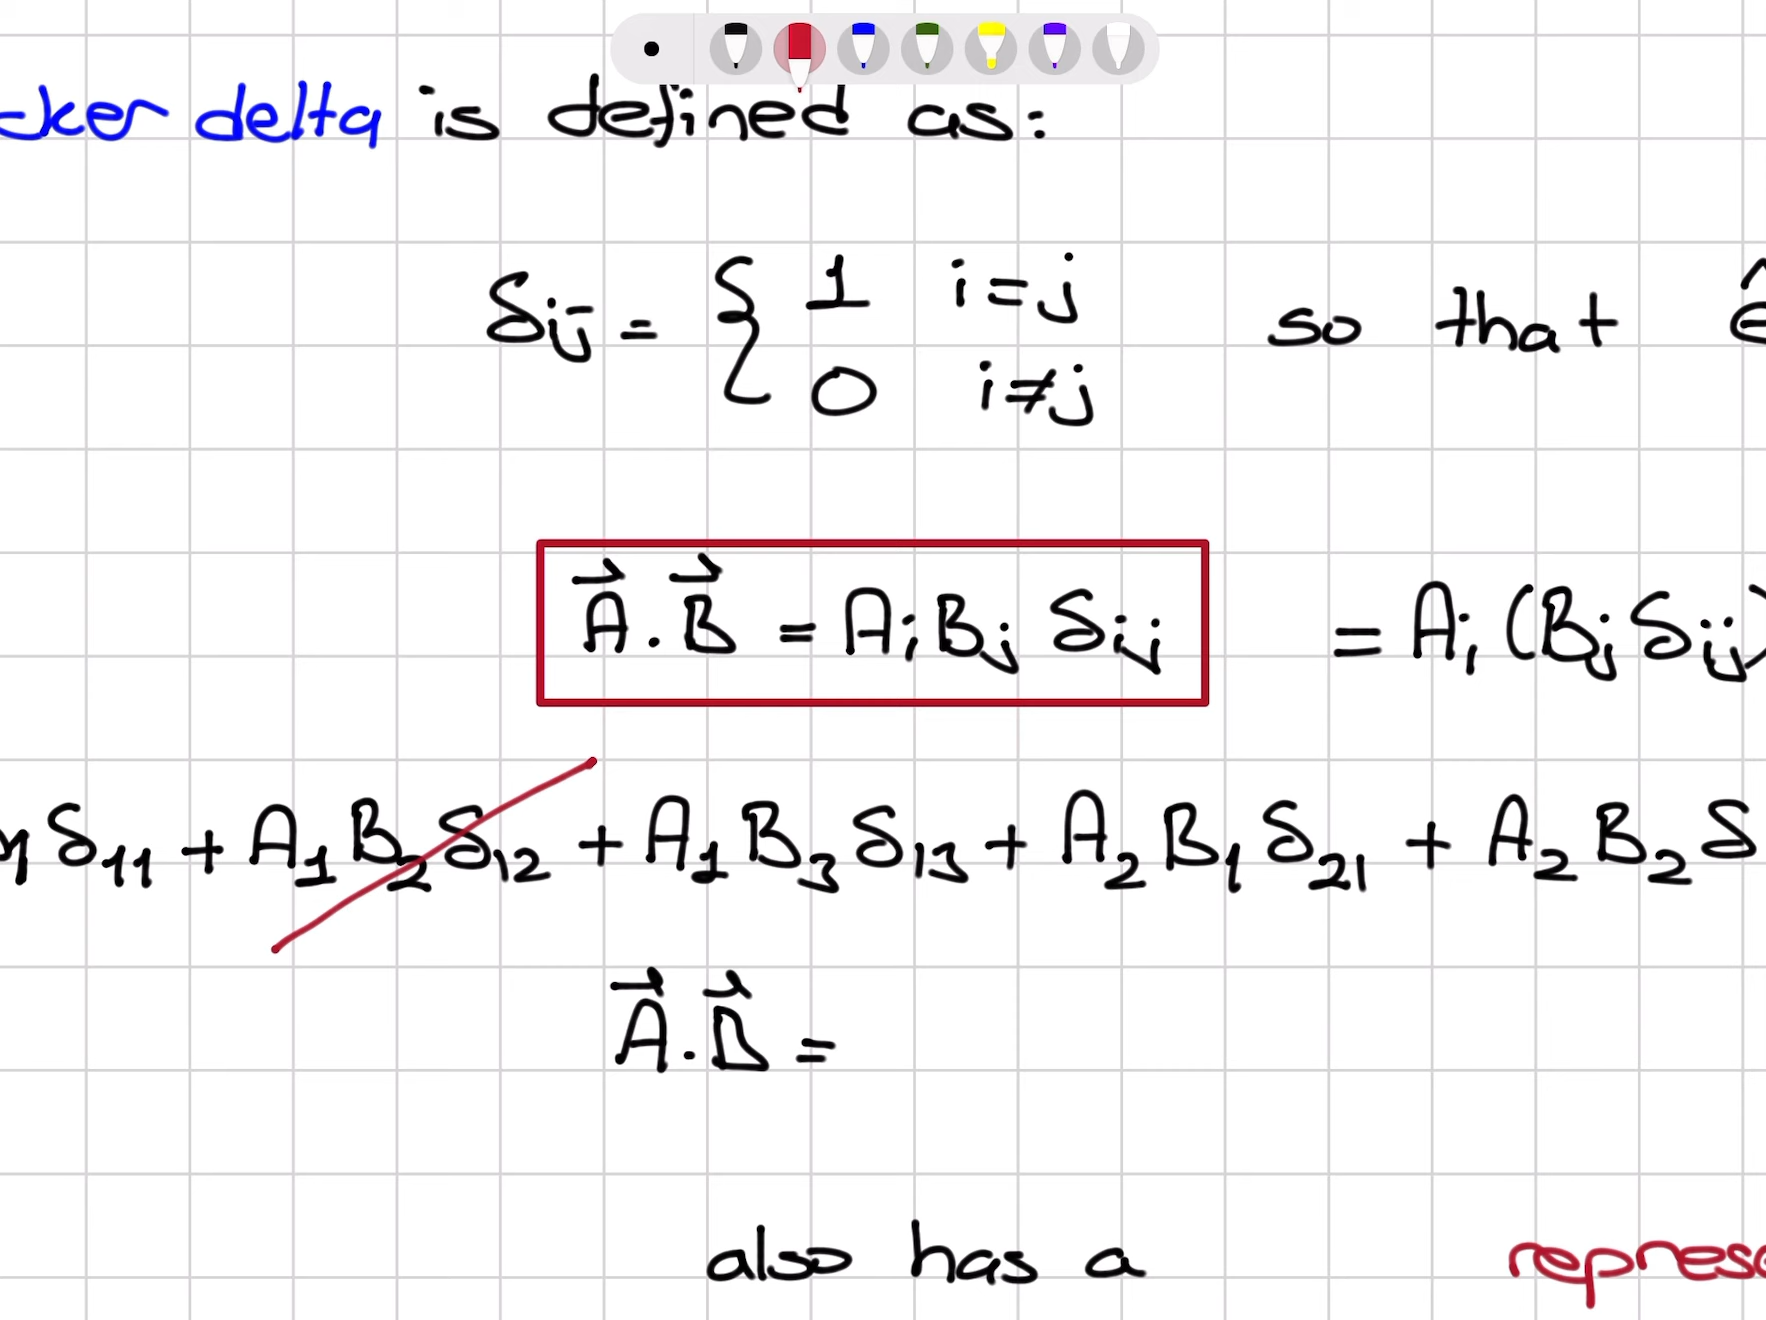 ker delta is defined as:
δij = { 1 i=j
0 i≠j so that ê
A⃗.B⃗ = AiBj δij = Ai(Bjδij)
δ11 + A1B2δ12 + A1B3δ13 + A2B1δ21 + A2B2δ
A⃗.B⃗ =
also has a represe